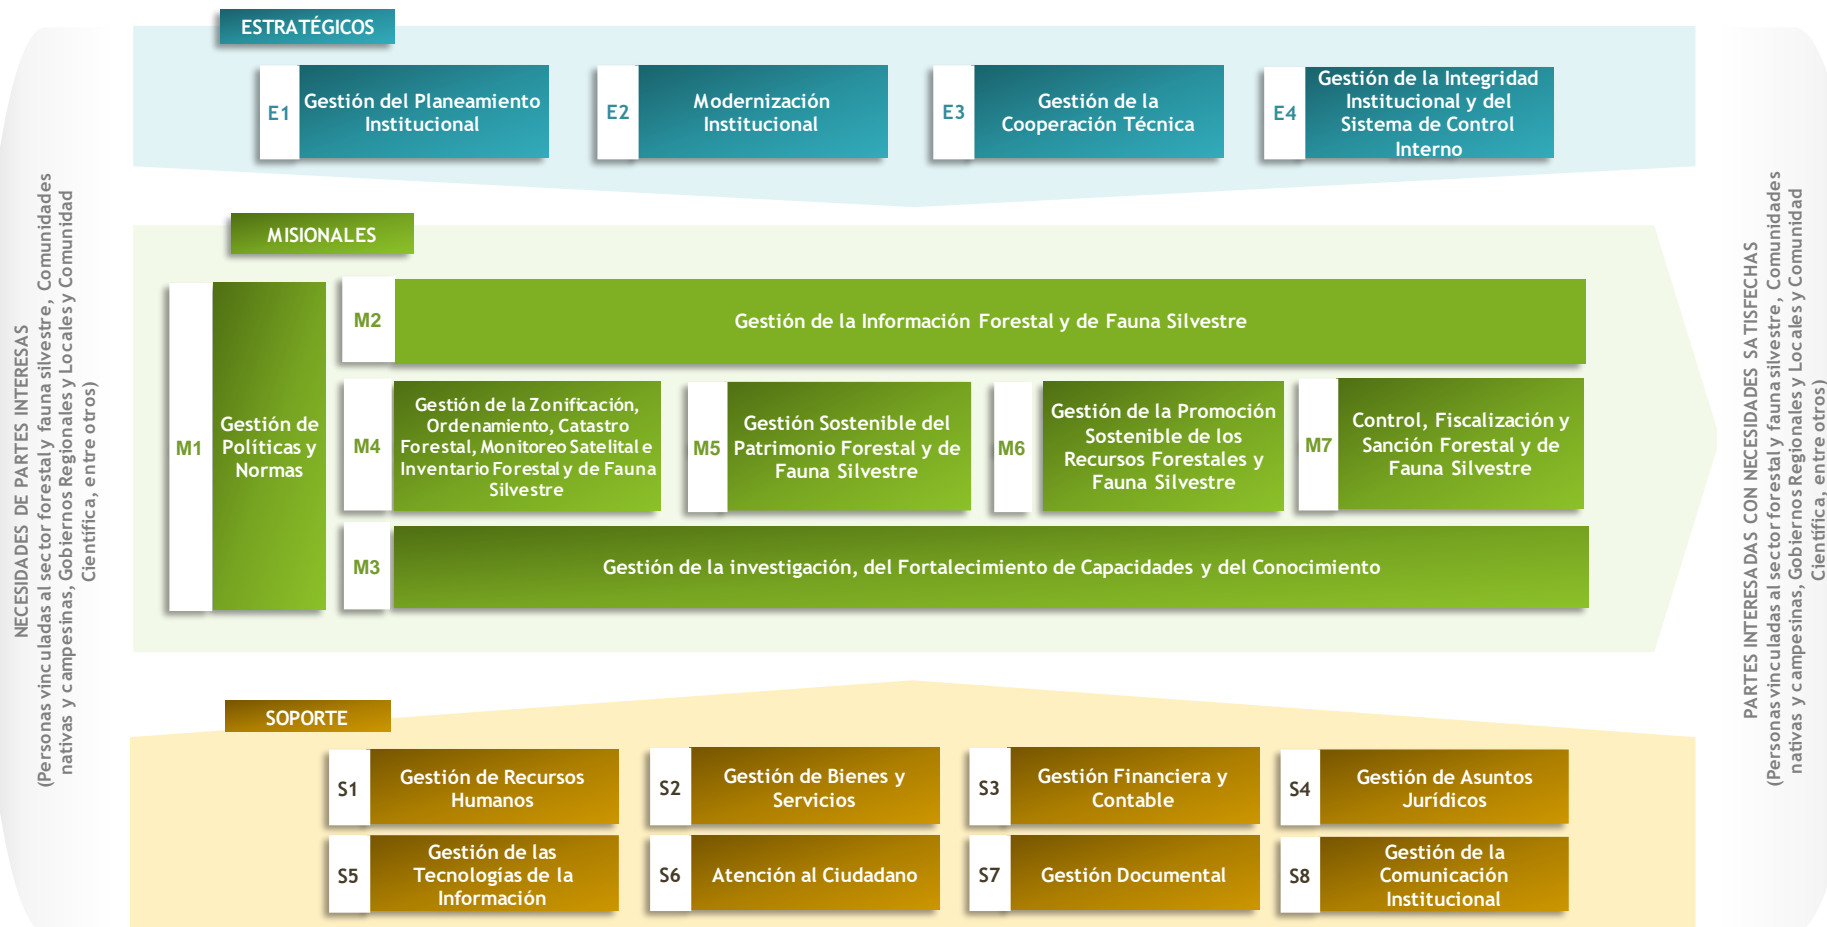 NECESIDADES DE PARTES INTERESAS
(Personas vinculadas al sector forestal y fauna silvestre, Comunidades
nativas y campesinas, Gobiernos Regionales y Locales y Comunidad
Científica, entre otros)
ESTRATÉGICOS
E1
Gestión del Planeamiento
Institucional
E2
Modernización
Institucional
E3
Gestión de la
Cooperación Técnica
E4
Gestión de la Integridad
Institucional y del
Sistema de Control
Interno
MISIONALES
M1
Gestión de
Políticas y
Normas
M2
Gestión de la Información Forestal y de Fauna Silvestre
M4
Gestión de la Zonificación,
Ordenamiento, Catastro
Forestal, Monitoreo Satelital e
Inventario Forestal y de Fauna
Silvestre
M5
Gestión Sostenible del
Patrimonio Forestal y de
Fauna Silvestre
M6
Gestión de la Promoción
Sostenible de los
Recursos Forestales y
Fauna Silvestre
M7
Control, Fiscalización y
Sanción Forestal y de
Fauna Silvestre
M3
Gestión de la investigación, del Fortalecimiento de Capacidades y del Conocimiento
SOPORTE
S1
Gestión de Recursos
Humanos
S2
Gestión de Bienes y
Servicios
S3
Gestión Financiera y
Contable
S4
Gestión de Asuntos
Jurídicos
S5
Gestión de las
Tecnologías de la
Información
S6
Atención al Ciudadano
S7
Gestión Documental
S8
Gestión de la
Comunicación
Institucional
PARTES INTERESADAS CON NECESIDADES SATISFECHAS
(Personas vinculadas al sector forestal y fauna silvestre, Comunidades
nativas y campesinas, Gobiernos Regionales y Locales y Comunidad
Científica, entre otros)